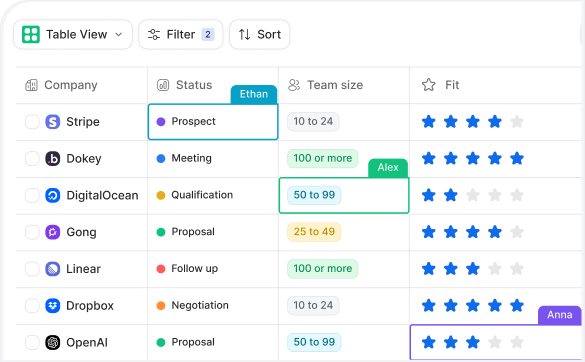 Table View Filter 2 Sort
Company Status Team size Fit
Ethan
Stripe Prospect 10 to 24
Dokey Meeting 100 or more
Alex
DigitalOcean Qualification 50 to 99
Gong Proposal 25 to 49
Linear Follow up 100 or more
Dropbox Negotiation 10 to 24
Anna
OpenAI Proposal 50 to 99